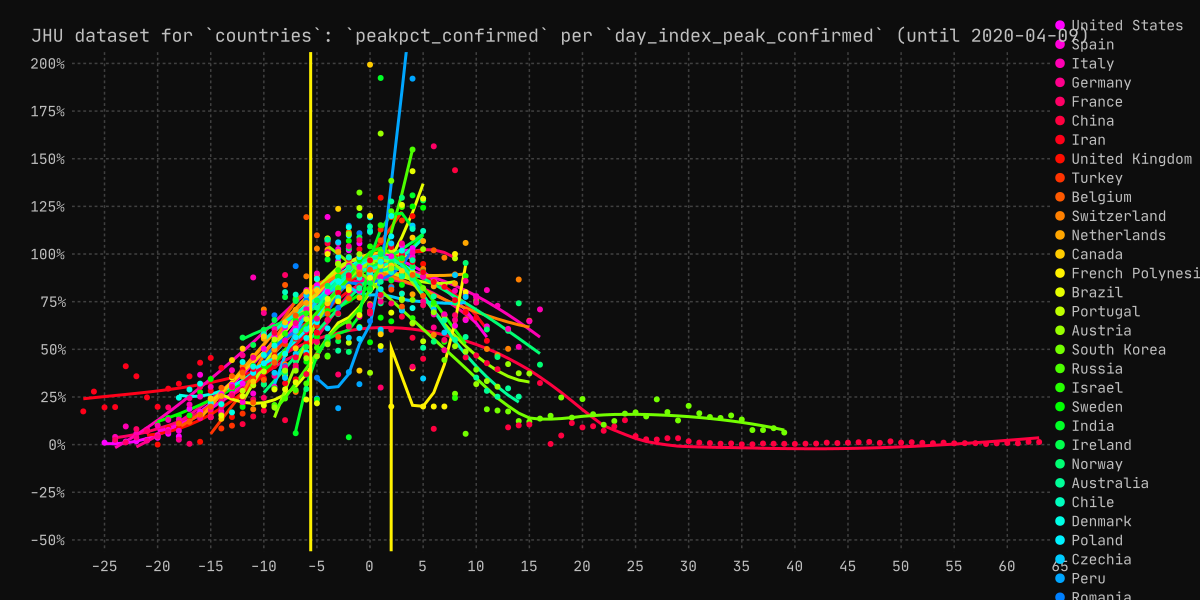 JHU dataset for `countries`: `peakpct_confirmed` per `day_index_peak_confirmed` (until 2020-04-09)
200%
175%
150%
125%
100%
75%
50%
25%
0%
-25%
-50%
-25 -20 -15 -10 -5 0 5 10 15 20 25 30 35 40 45 50 55 60 65
United States
Spain
Italy
Germany
France
China
Iran
United Kingdom
Turkey
Belgium
Switzerland
Netherlands
Canada
French Polynesi
Brazil
Portugal
Austria
South Korea
Russia
Israel
Sweden
India
Ireland
Norway
Australia
Chile
Denmark
Poland
Czechia
Peru
Romania